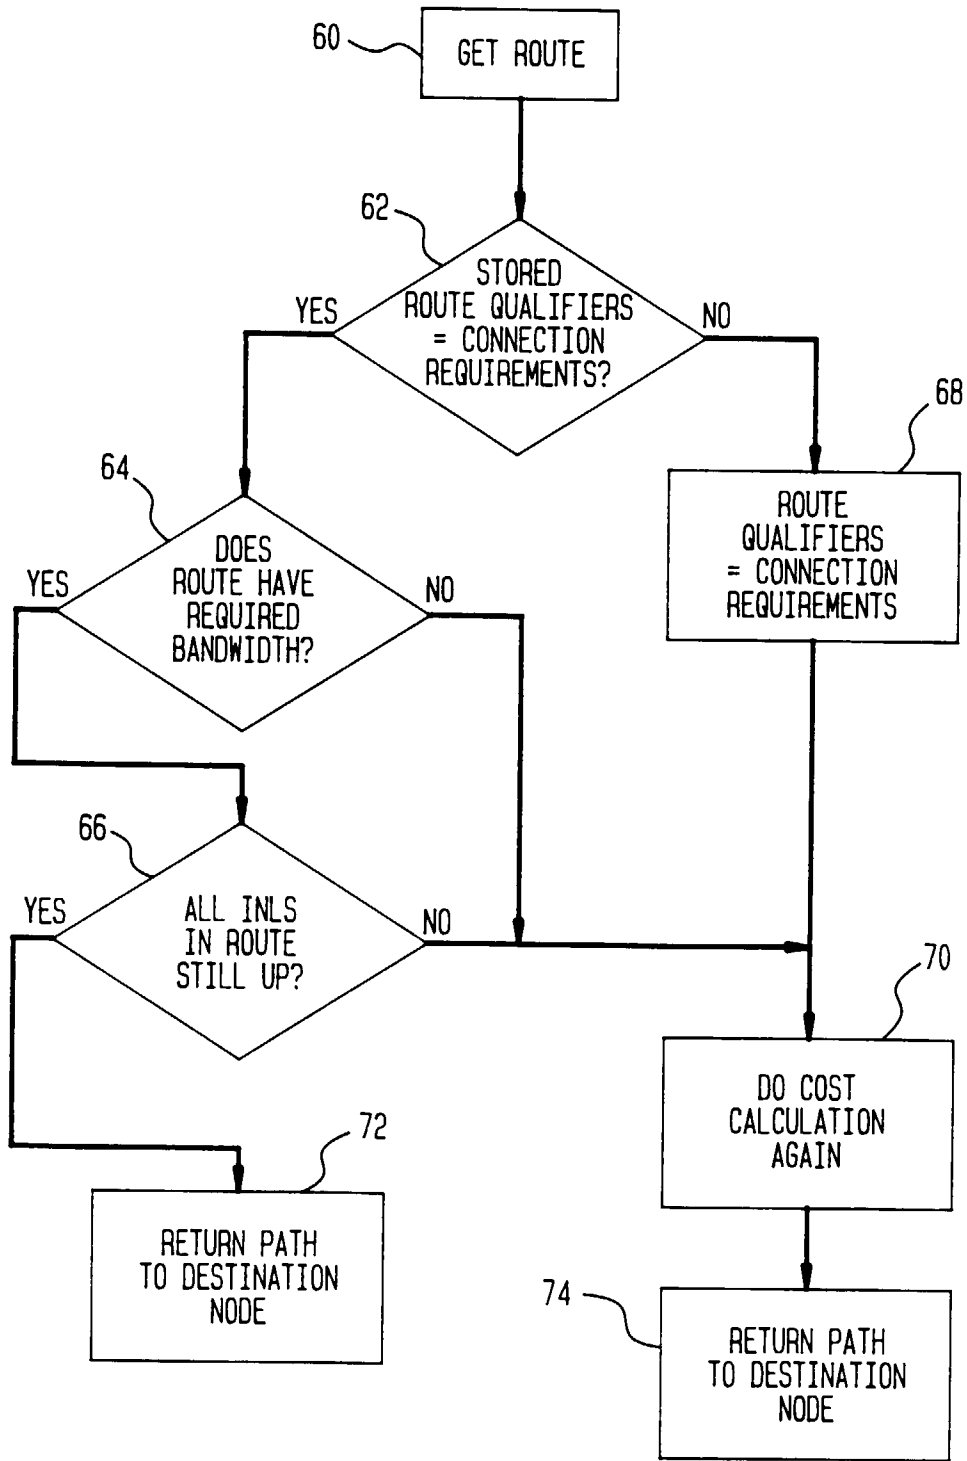 60
GET ROUTE
62
STORED
ROUTE QUALIFIERS
= CONNECTION
REQUIREMENTS?
YES
NO
68
ROUTE
QUALIFIERS
= CONNECTION
REQUIREMENTS
64
DOES
ROUTE HAVE
REQUIRED
BANDWIDTH?
YES
NO
66
ALL INLS
IN ROUTE
STILL UP?
YES
NO
70
DO COST
CALCULATION
AGAIN
72
RETURN PATH
TO DESTINATION
NODE
74
RETURN PATH
TO DESTINATION
NODE